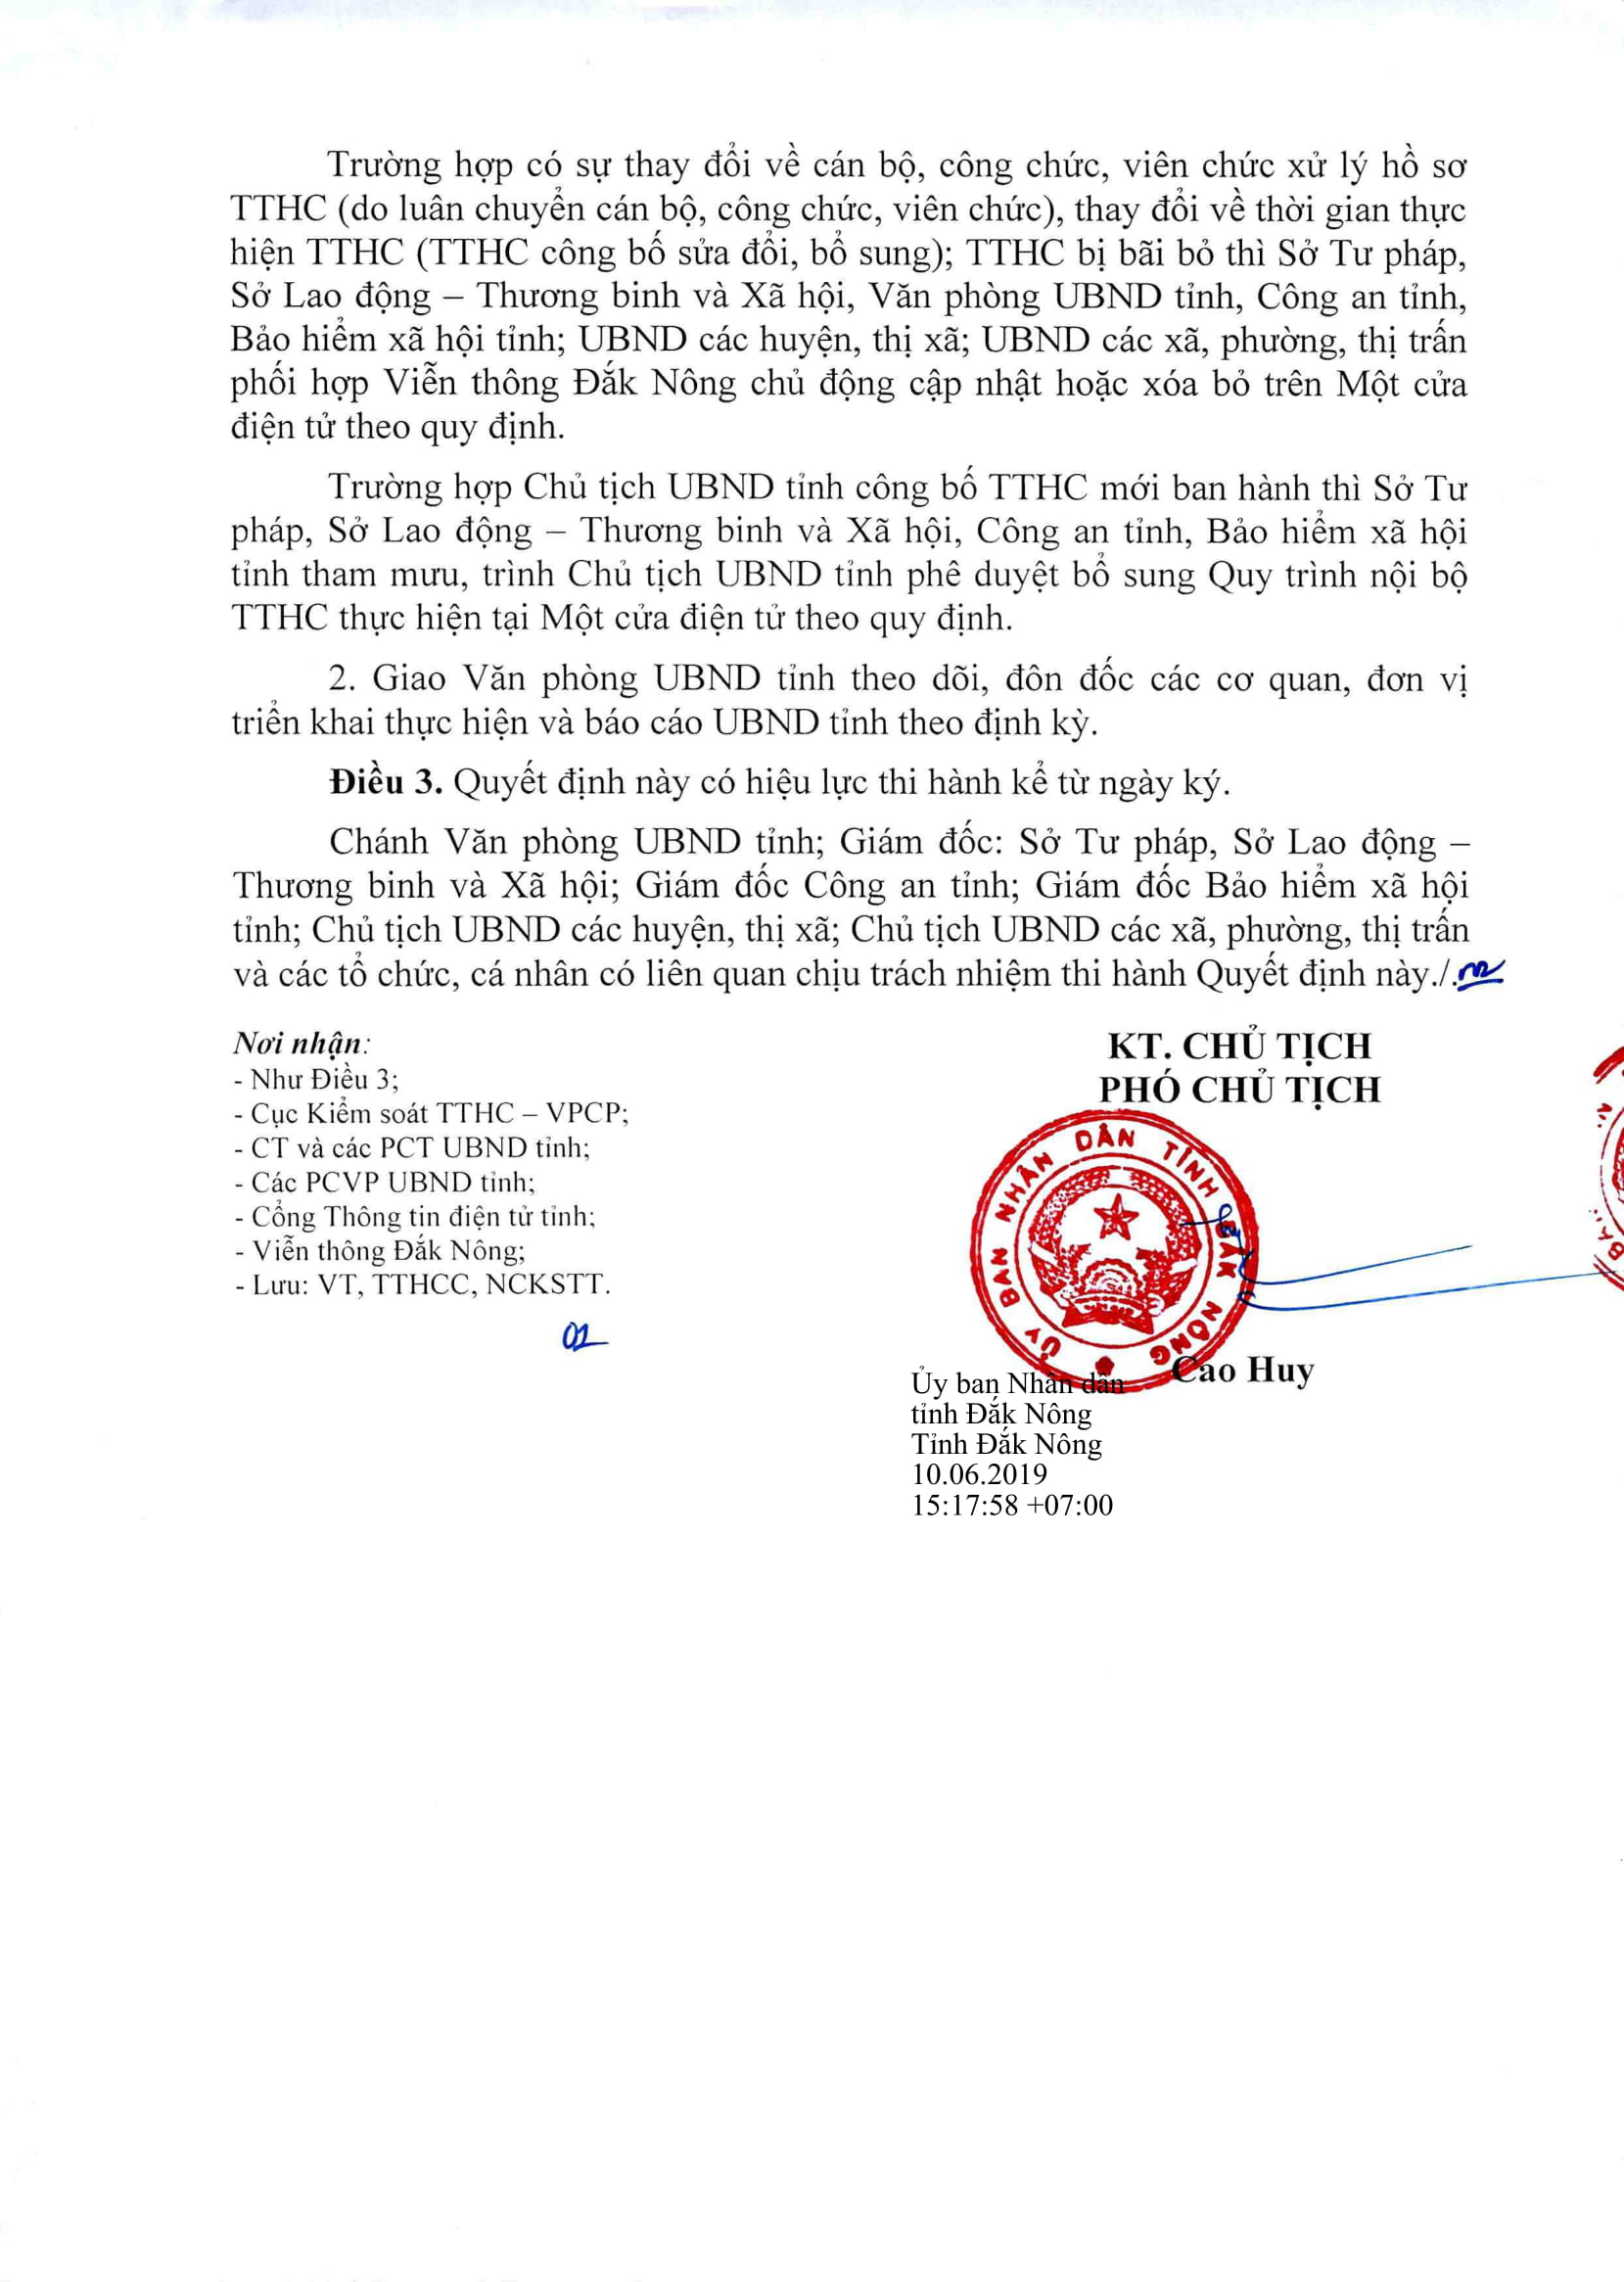 Trường hợp có sự thay đổi về cán bộ, công chức, viên chức xử lý hồ sơ
TTHC (do luân chuyển cán bộ, công chức, viên chức), thay đổi về thời gian thực
hiện TTHC (TTHC công bố sửa đổi, bổ sung); TTHC bị bãi bỏ thì Sở Tư pháp,
Sở Lao động – Thương binh và Xã hội, Văn phòng UBND tỉnh, Công an tỉnh,
Bảo hiểm xã hội tỉnh; UBND các huyện, thị xã; UBND các xã, phường, thị trấn
phối hợp Viễn thông Đắk Nông chủ động cập nhật hoặc xóa bỏ trên Một cửa
điện tử theo quy định.
Trường hợp Chủ tịch UBND tỉnh công bố TTHC mới ban hành thì Sở Tư
pháp, Sở Lao động – Thương binh và Xã hội, Công an tỉnh, Bảo hiểm xã hội
tỉnh tham mưu, trình Chủ tịch UBND tỉnh phê duyệt bổ sung Quy trình nội bộ
TTHC thực hiện tại Một cửa điện tử theo quy định.
2. Giao Văn phòng UBND tỉnh theo dõi, đôn đốc các cơ quan, đơn vị
triển khai thực hiện và báo cáo UBND tỉnh theo định kỳ.
Điều 3. Quyết định này có hiệu lực thi hành kể từ ngày ký.
Chánh Văn phòng UBND tỉnh; Giám đốc: Sở Tư pháp, Sở Lao động –
Thương binh và Xã hội; Giám đốc Công an tỉnh; Giám đốc Bảo hiểm xã hội
tỉnh; Chủ tịch UBND các huyện, thị xã; Chủ tịch UBND các xã, phường, thị trấn
và các tổ chức, cá nhân có liên quan chịu trách nhiệm thi hành Quyết định này./.
Nơi nhận:
- Như Điều 3;
- Cục Kiểm soát TTHC – VPCP;
- CT và các PCT UBND tỉnh;
- Các PCVP UBND tỉnh;
- Cổng Thông tin điện tử tỉnh;
- Viễn thông Đắk Nông;
- Lưu: VT, TTHCC, NCKSTT.
01
KT. CHỦ TỊCH
PHÓ CHỦ TỊCH
ỦY BAN NHÂN DÂN TỈNH ĐẮK NÔNG
Cao Huy
Ủy ban Nhân dân
tỉnh Đắk Nông
Tỉnh Đắk Nông
10.06.2019
15:17:58 +07:00